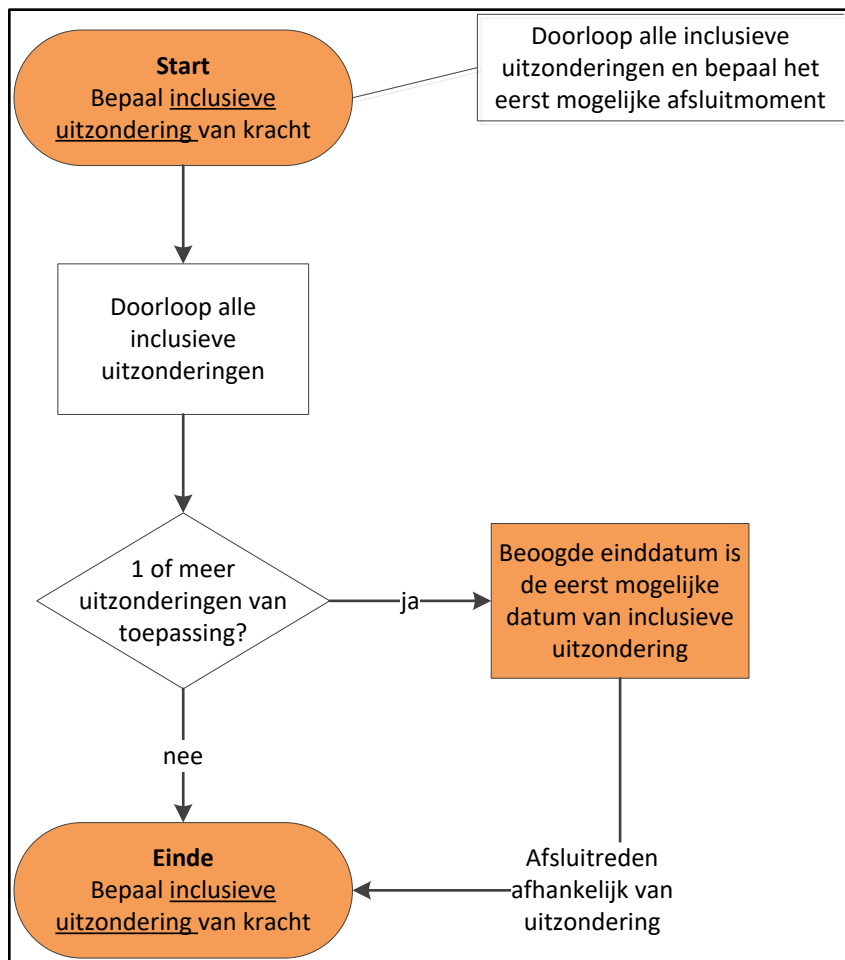 Start
Bepaal inclusieve
uitzondering van kracht
Doorloop alle inclusieve
uitzonderingen en bepaal het
eerst mogelijke afsluitmoment
Doorloop alle
inclusieve
uitzonderingen
1 of meer
uitzonderingen van
toepassing?
ja
Beoogde einddatum is
de eerst mogelijke
datum van inclusieve
uitzondering
nee
Einde
Bepaal inclusieve
uitzondering van kracht
Afsluitreden
afhankelijk van
uitzondering